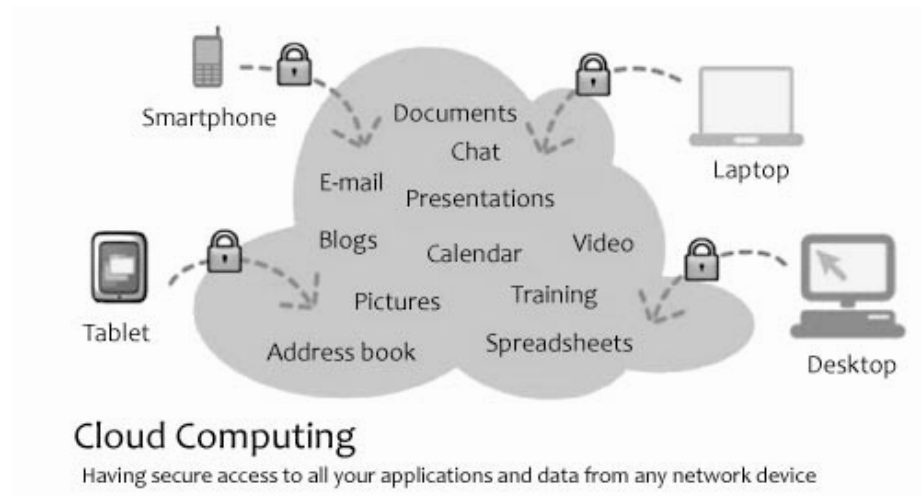 Smartphone
Documents
Chat
Laptop
E-mail
Presentations
Blogs
Calendar
Video
Tablet
Pictures
Training
Address book
Spreadsheets
Desktop
Cloud Computing
Having secure access to all your applications and data from any network device